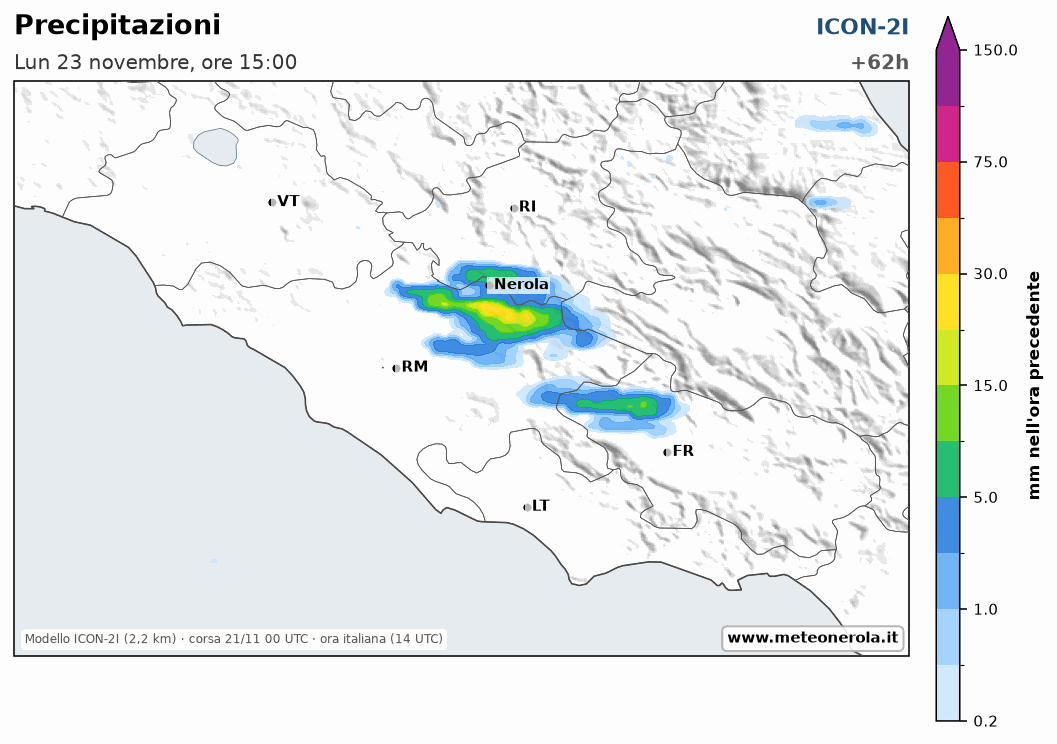 Precipitazioni
ICON-2I
Lun 23 novembre, ore 15:00
+62h
150.0
75.0
30.0
15.0
5.0
1.0
0.2
mm nell'ora precedente
VT
RI
Nerola
RM
FR
LT
Modello ICON-2I (2,2 km) · corsa 21/11 00 UTC · ora italiana (14 UTC)
www.meteonerola.it